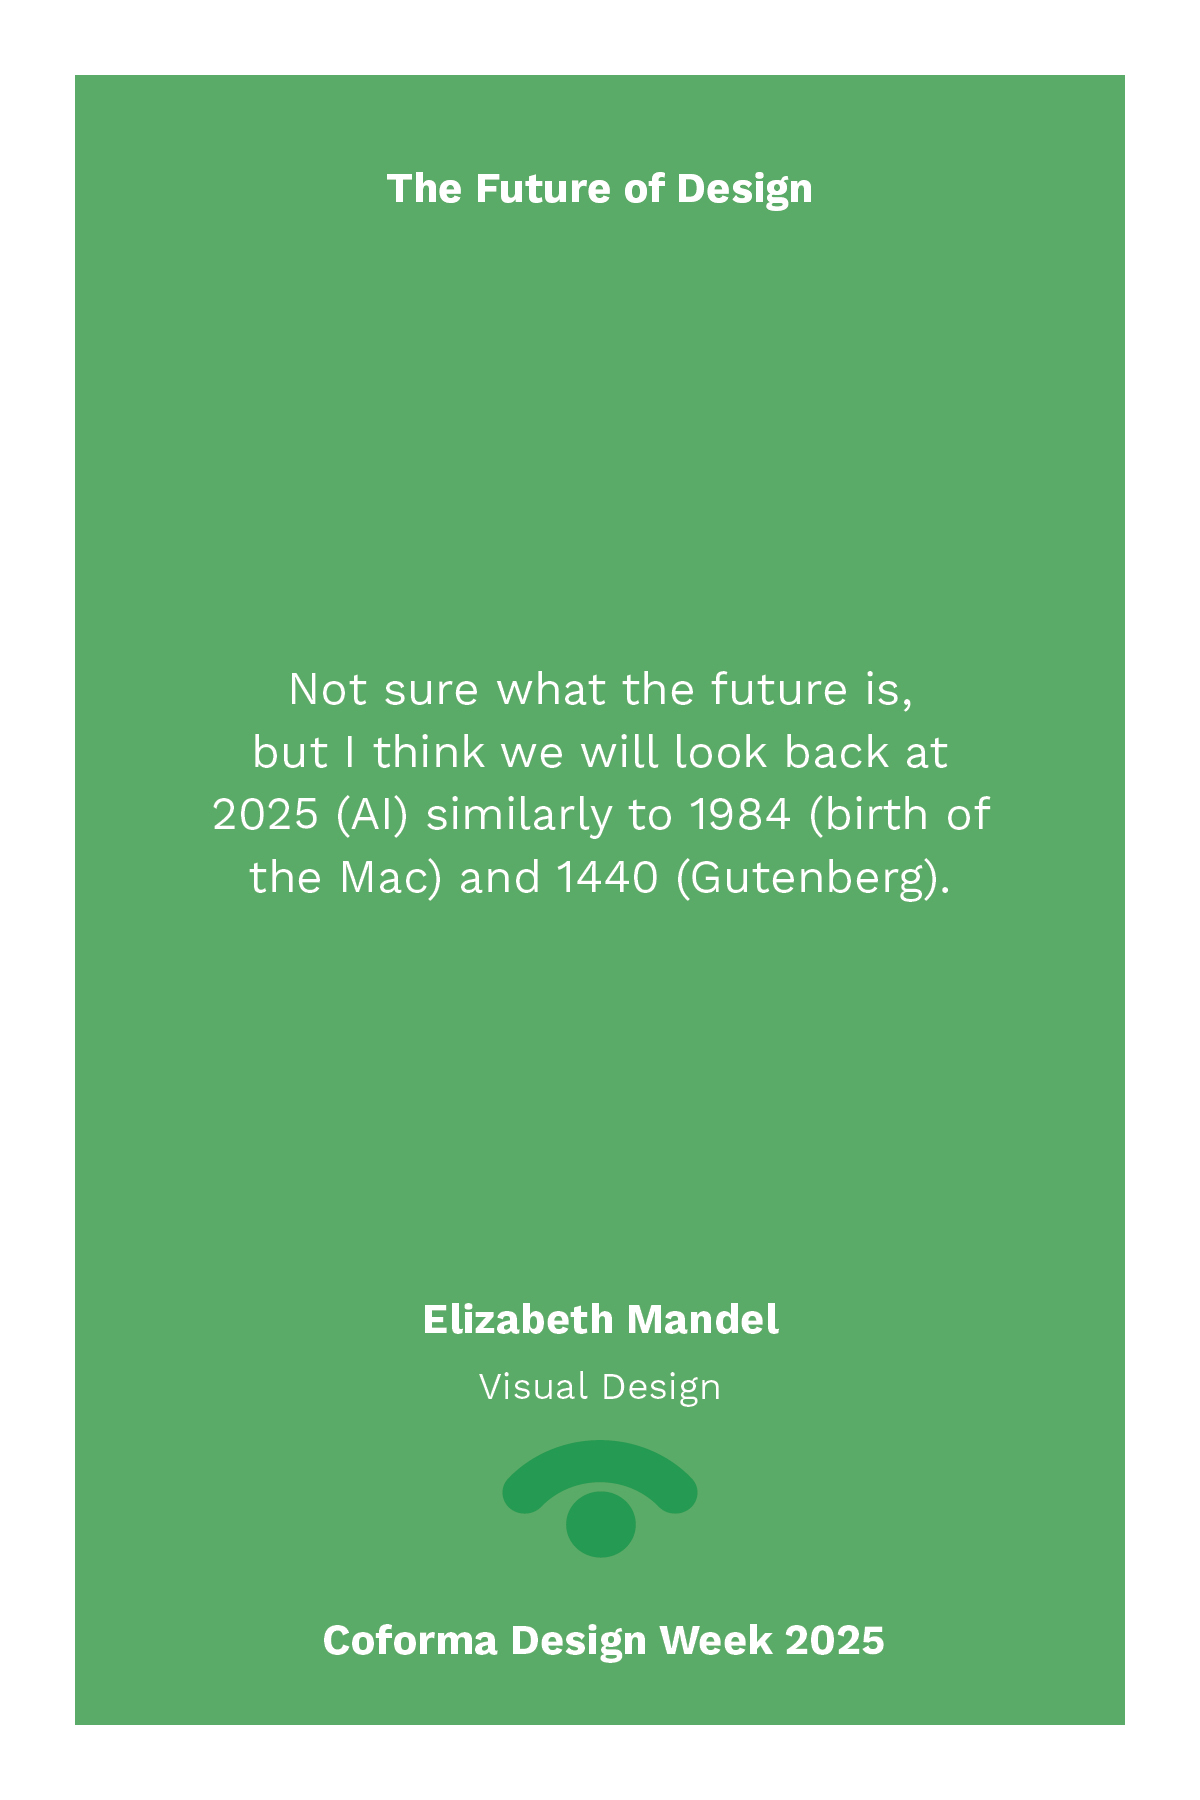 The Future of Design
Not sure what the future is,
but I think we will look back at
2025 (AI) similarly to 1984 (birth of
the Mac) and 1440 (Gutenberg).
Elizabeth Mandel
Visual Design
Coforma Design Week 2025